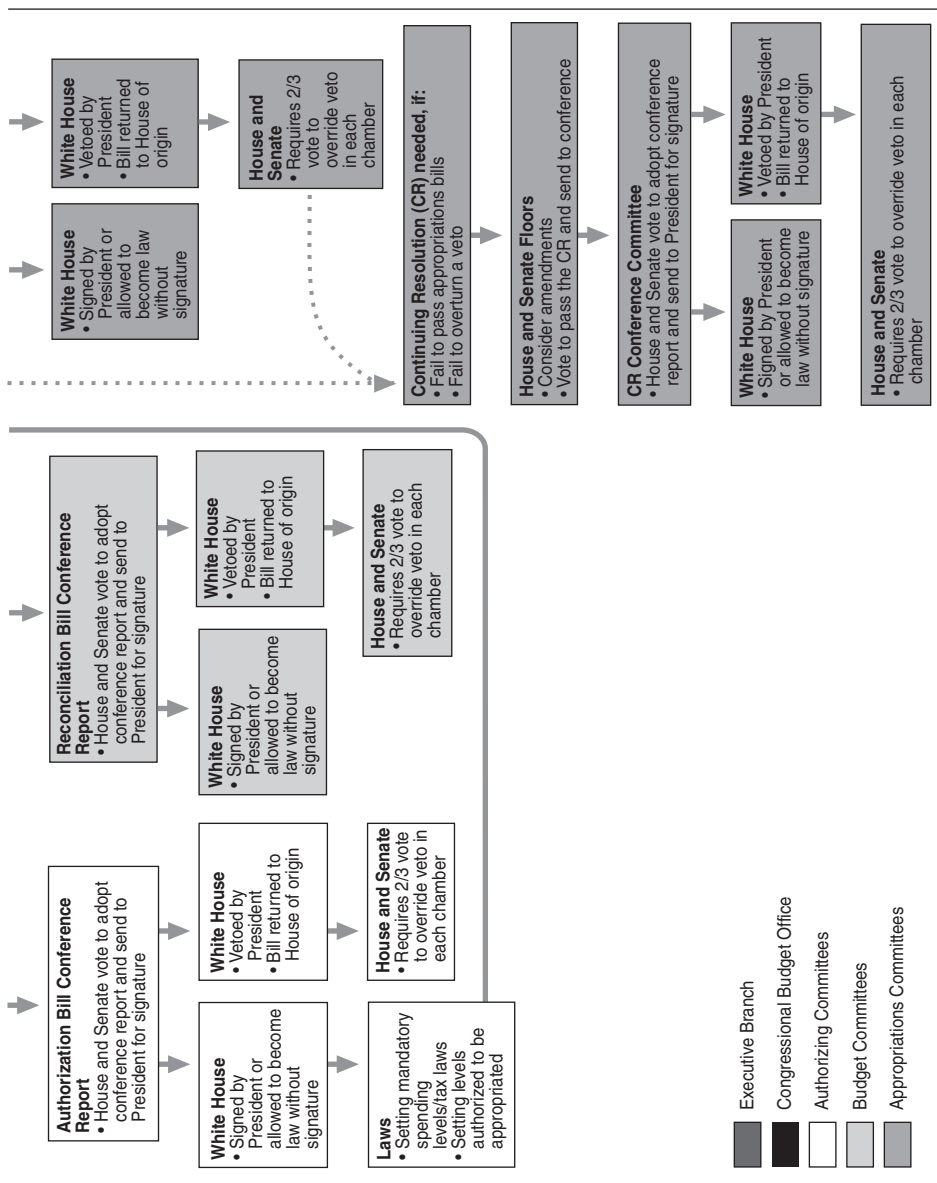 Authorization Bill Conference
Report
• House and Senate vote to adopt
conference report and send to
President for signature
White House
• Signed by
President or
allowed to become
law without
signature
White House
• Vetoed by
President
• Bill returned to
House of origin
Laws
• Setting mandatory
spending
levels/tax laws
• Setting levels
authorized to be
appropriated
House and Senate
• Requires 2/3 vote
to override veto in
each chamber
Reconciliation Bill Conference
Report
• House and Senate vote to adopt
conference report and send to
President for signature
White House
• Signed by
President or
allowed to become
law without
signature
White House
• Vetoed by
President
• Bill returned to
House of origin
House and Senate
• Requires 2/3 vote to
override veto in each
chamber
White House
• Signed by
President or
allowed to
become law
without
signature
White House
• Vetoed by
President
• Bill returned
to House of
origin
House and
Senate
• Requires 2/3
vote to
override veto
in each
chamber
Continuing Resolution (CR) needed, if:
• Fail to pass appropriations bills
• Fail to overturn a veto
House and Senate Floors
• Consider amendments
• Vote to pass the CR and send to conference
CR Conference Committee
• House and Senate vote to adopt conference
report and send to President for signature
White House
• Signed by President
or allowed to become
law without signature
White House
• Vetoed by President
• Bill returned to
House of origin
House and Senate
• Requires 2/3 vote to override veto in each
chamber
Executive Branch
Congressional Budget Office
Authorizing Committees
Budget Committees
Appropriations Committees